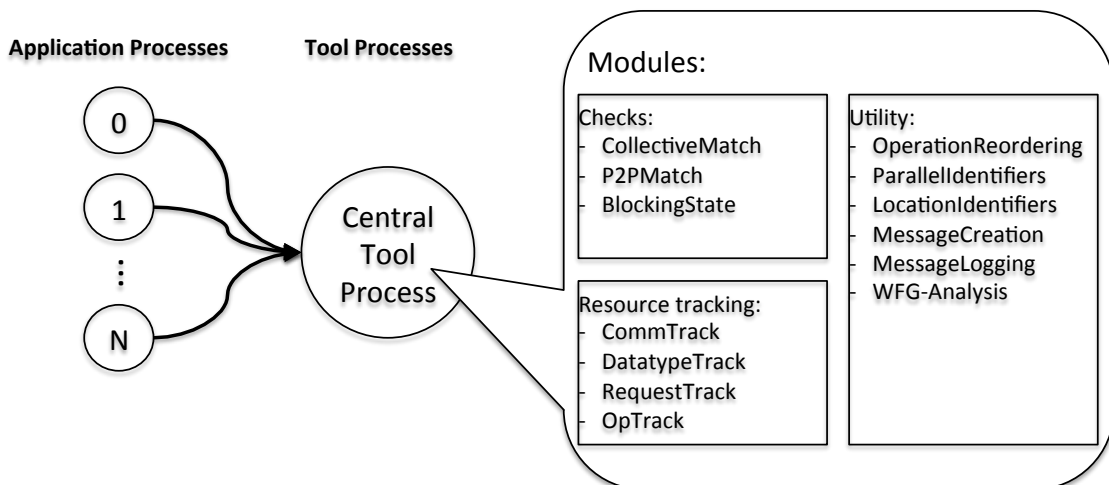 Application Processes
Tool Processes
0
1
⋮
N
Central
Tool
Process
Modules:
Checks:
- CollectiveMatch
- P2PMatch
- BlockingState
Resource tracking:
- CommTrack
- DatatypeTrack
- RequestTrack
- OpTrack
Utility:
- OperationReordering
- ParallelIdentifiers
- LocationIdentifiers
- MessageCreation
- MessageLogging
- WFG-Analysis